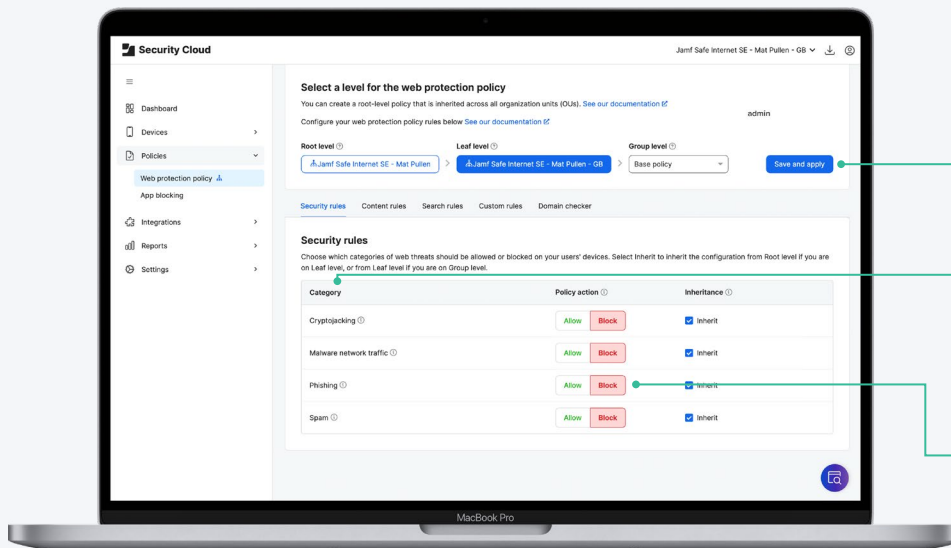 Security Cloud
Jamf Safe Internet SE - Mat Pullen - GB
Dashboard
Devices
Policies
Web protection policy
App blocking
Integrations
Reports
Settings
Select a level for the web protection policy
You can create a root-level policy that is inherited across all organization units (OUs). See our documentation
Configure your web protection policy rules below See our documentation
admin
Root level
Leaf level
Group level
Jamf Safe Internet SE - Mat Pullen
Jamf Safe Internet SE - Mat Pullen - GB
Base policy
Save and apply
Security rules
Content rules
Search rules
Custom rules
Domain checker
Security rules
Choose which categories of web threats should be allowed or blocked on your users' devices. Select Inherit to inherit the configuration from Root level if you are
on Leaf level, or from Leaf level if you are on Group level.
Category
Policy action
Inheritance
Cryptojacking
Allow
Block
Inherit
Malware network traffic
Allow
Block
Inherit
Phishing
Allow
Block
Inherit
Spam
Allow
Block
Inherit
MacBook Pro